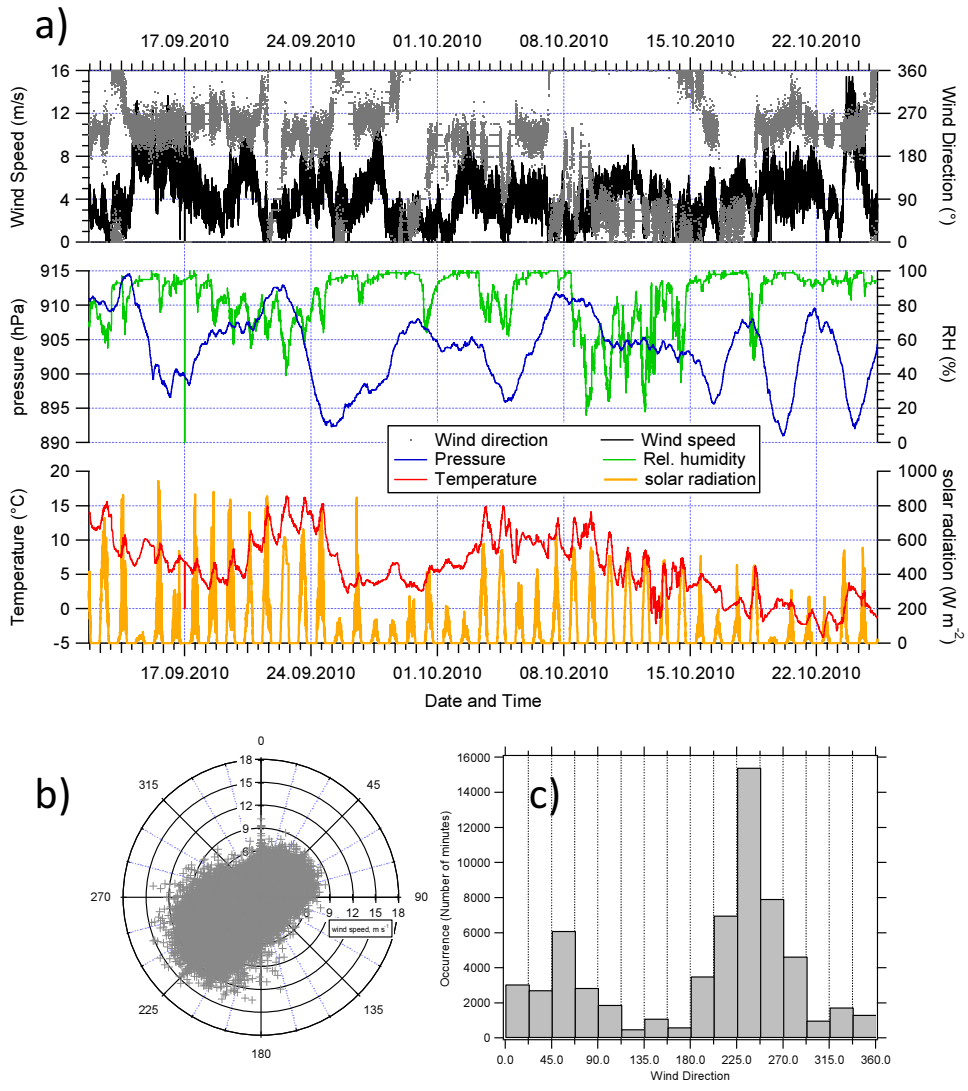 a)
17.09.2010 24.09.2010 01.10.2010 08.10.2010 15.10.2010 22.10.2010
Wind Speed (m/s)
16
12
8
4
0
360
270
180
90
0
Wind Direction (°)
pressure (hPa)
915
910
905
900
895
890
100
80
60
40
20
0
RH (%)
Wind direction Wind speed
Pressure Rel. humidity
Temperature solar radiation
Temperature (°C)
20
15
10
5
0
-5
1000
800
600
400
200
0
solar radiation (W m-2)
17.09.2010 24.09.2010 01.10.2010 08.10.2010 15.10.2010 22.10.2010
Date and Time
b)
0
45
90
135
180
225
270
315
18
15
12
9
6
9 12 15 18
wind speed, m s-1
c)
Occurrence (Number of minutes)
16000
14000
12000
10000
8000
6000
4000
2000
0
0.0 45.0 90.0 135.0 180.0 225.0 270.0 315.0 360.0
Wind Direction